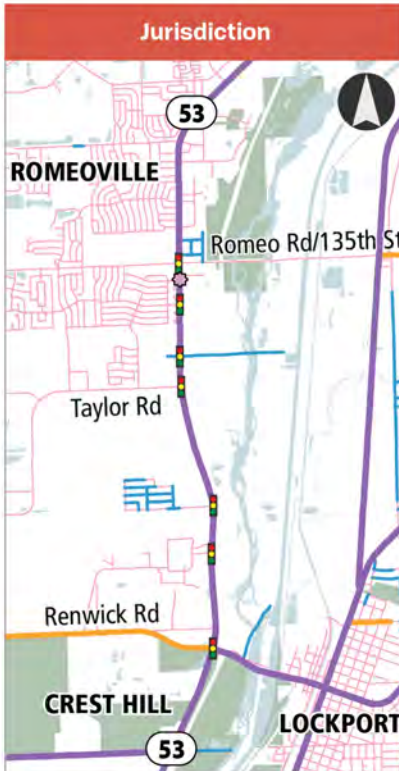 Jurisdiction
53
ROMEOVILLE
Romeo Rd/135th St
Taylor Rd
Renwick Rd
CREST HILL
LOCKPORT
53